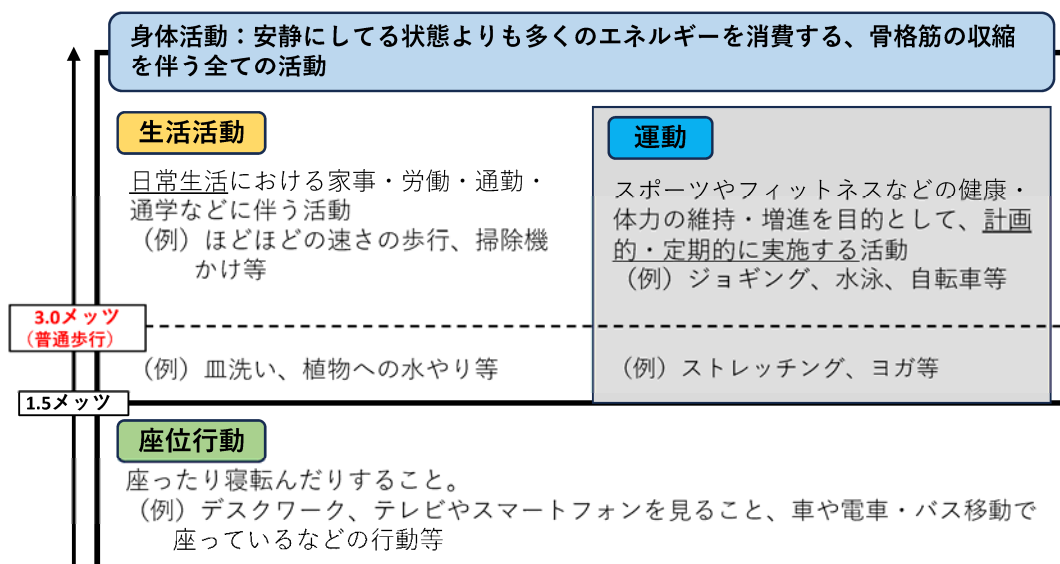 身体活動：安静にしてる状態よりも多くのエネルギーを消費する、骨格筋の収縮
を伴う全ての活動
生活活動
日常生活における家事・労働・通勤・
通学などに伴う活動
（例）ほどほどの速さの歩行、掃除機
かけ等
運動
スポーツやフィットネスなどの健康・
体力の維持・増進を目的として、計画
的・定期的に実施する活動
（例）ジョギング、水泳、自転車等
3.0メッツ
（普通歩行）
（例）皿洗い、植物への水やり等
（例）ストレッチング、ヨガ等
1.5メッツ
座位行動
座ったり寝転んだりすること。
（例）デスクワーク、テレビやスマートフォンを見ること、車や電車・バス移動で
座っているなどの行動等